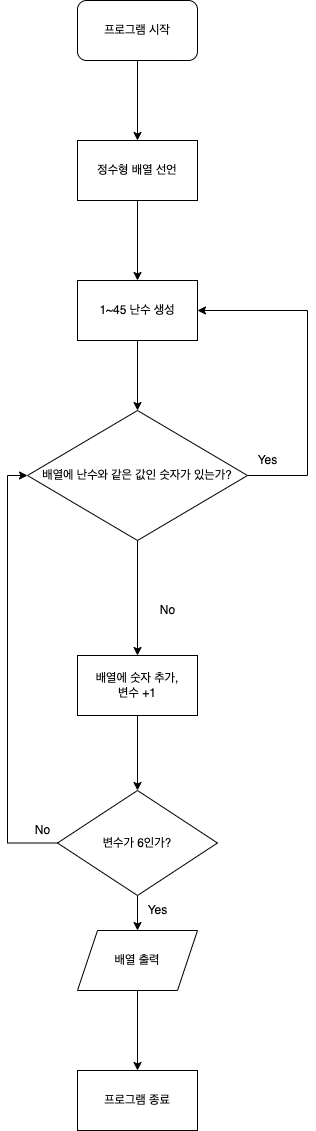 프로그램 시작
정수형 배열 선언
1~45 난수 생성
배열에 난수와 같은 값인 숫자가 있는가?
Yes
No
배열에 숫자 추가,
변수 +1
변수가 6인가?
No
Yes
배열 출력
프로그램 종료